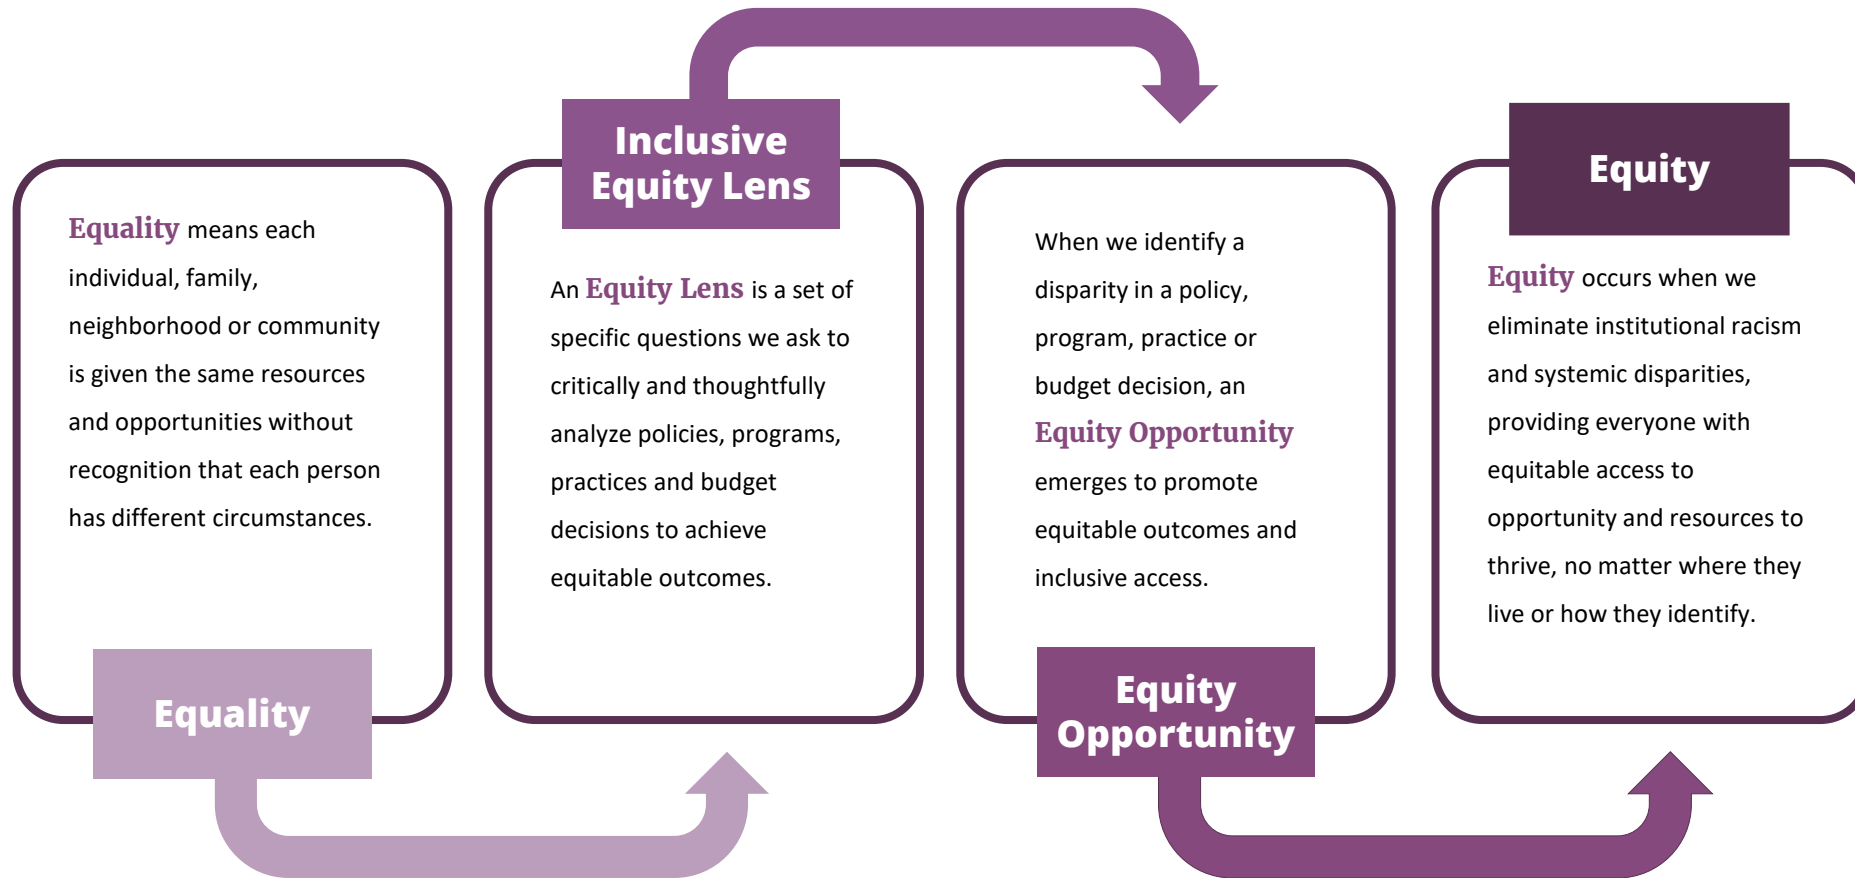 Equality means each
individual, family,
neighborhood or community
is given the same resources
and opportunities without
recognition that each person
has different circumstances.
Equality
Inclusive
Equity Lens
An Equity Lens is a set of
specific questions we ask to
critically and thoughtfully
analyze policies, programs,
practices and budget
decisions to achieve
equitable outcomes.
When we identify a
disparity in a policy,
program, practice or
budget decision, an
Equity Opportunity
emerges to promote
equitable outcomes and
inclusive access.
Equity
Opportunity
Equity
Equity occurs when we
eliminate institutional racism
and systemic disparities,
providing everyone with
equitable access to
opportunity and resources to
thrive, no matter where they
live or how they identify.